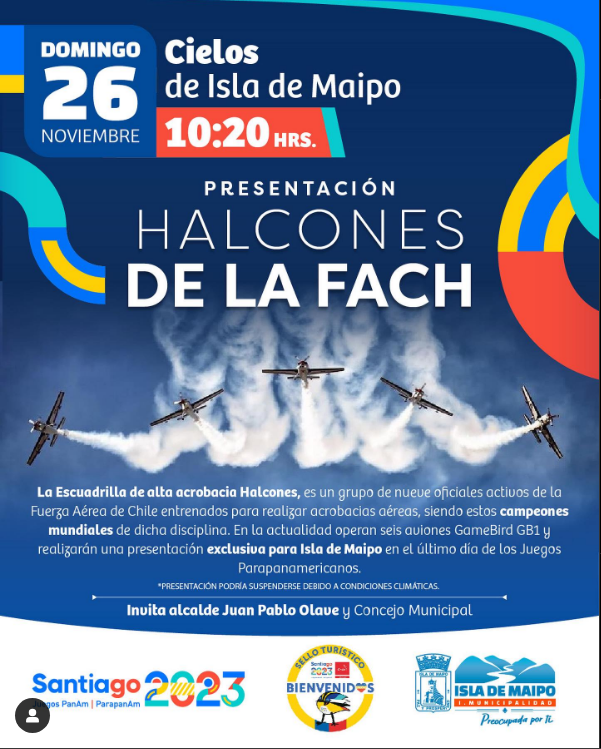 DOMINGO
26
NOVIEMBRE
Cielos
de Isla de Maipo
10:20 HRS.
PRESENTACIÓN
HALCONES
DE LA FACH
La Escuadrilla de alta acrobacia Halcones, es un grupo de nueve oficiales activos de la
Fuerza Aérea de Chile entrenados para realizar acrobacias aéreas, siendo estos campeones
mundiales de dicha disciplina. En la actualidad operan seis aviones GameBird GB1 y
realizarán una presentación exclusiva para Isla de Maipo en el último día de los Juegos
Parapanamericanos.
*PRESENTACIÓN PODRÍA SUSPENDERSE DEBIDO A CONDICIONES CLIMÁTICAS.
Invita alcalde Juan Pablo Olave y Concejo Municipal
Santiago 2023
Juegos PanAm | ParapanAm
SELLO TURÍSTICO
Santiago
2023
BIENVENIDOS
ISLA DE MAIPO
ISLA DE MAIPO
I. MUNICIPALIDAD
Preocupada por ti